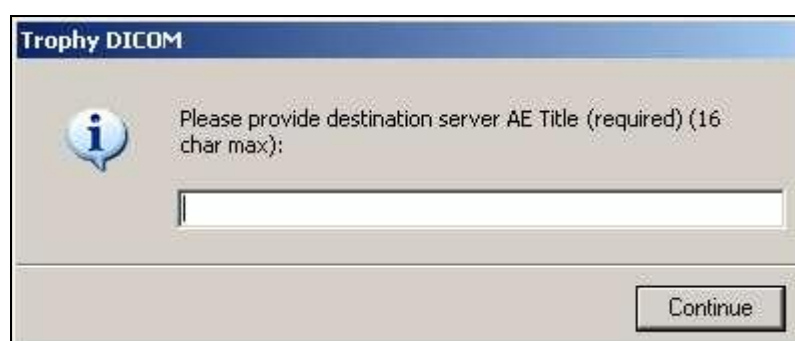 Trophy DICOM
Please provide destination server AE Title (required) (16
char max):
Continue